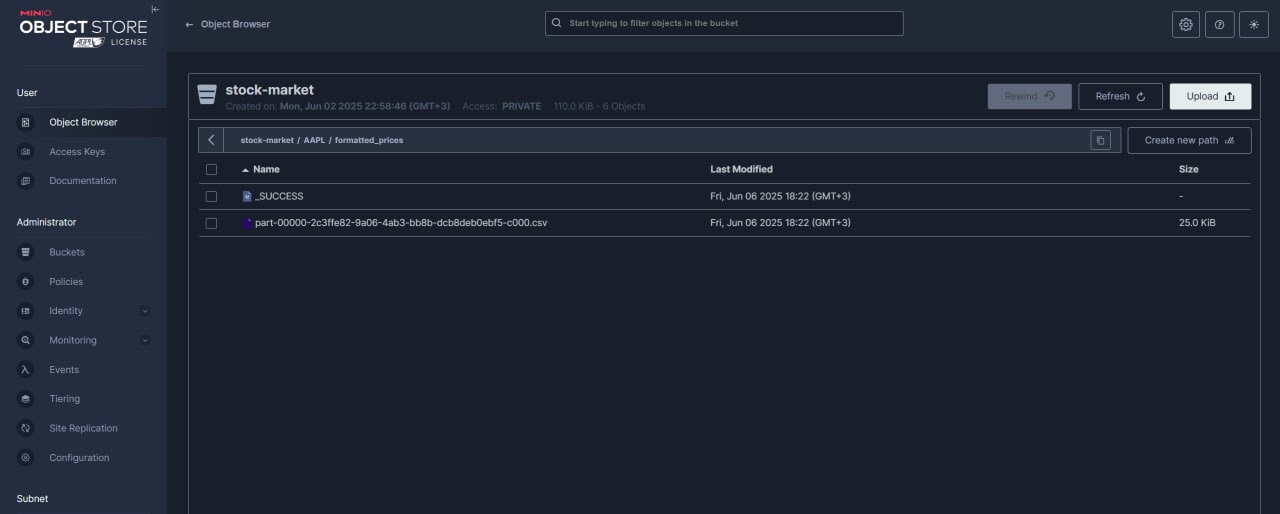 MINIO
OBJECT STORE
AGPLv3 LICENSE
User
Object Browser
Access Keys
Documentation
Administrator
Buckets
Policies
Identity
Monitoring
Events
Tiering
Site Replication
Configuration
Subnet
← Object Browser
Start typing to filter objects in the bucket
stock-market
Created on: Mon, Jun 02 2025 22:58:46 (GMT+3) Access: PRIVATE 110.0 KiB - 6 Objects
Rewind Refresh Upload
stock-market / AAPL / formatted_prices
Create new path
Name Last Modified Size
_SUCCESS Fri, Jun 06 2025 18:22 (GMT+3) -
part-00000-2c3ffe82-9a06-4ab3-bb8b-dcb8deb0ebf5-c000.csv Fri, Jun 06 2025 18:22 (GMT+3) 25.0 KiB